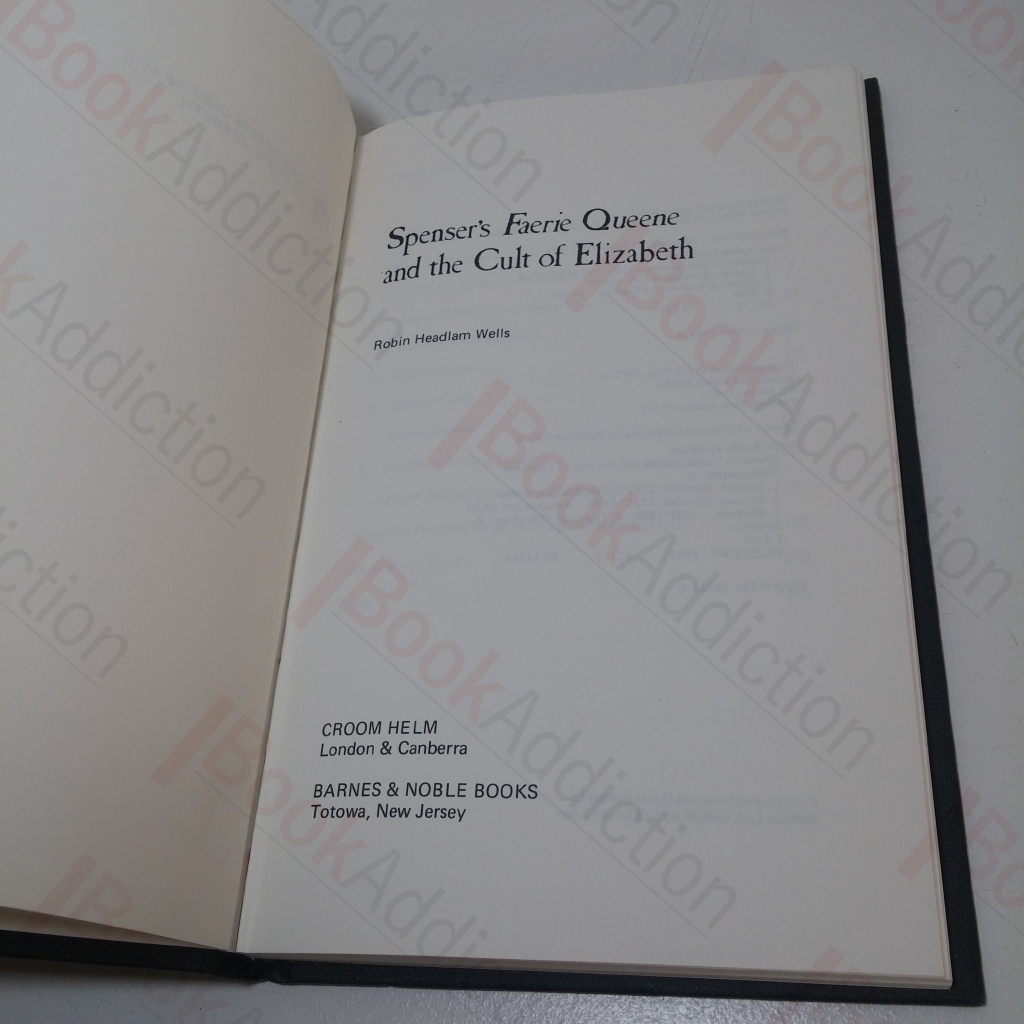 Spenser's Faerie Queene
and the Cult of Elizabeth
Robin Headlam Wells
CROOM HELM
London & Canberra
BARNES & NOBLE BOOKS
Totowa, New Jersey
BookAddiction